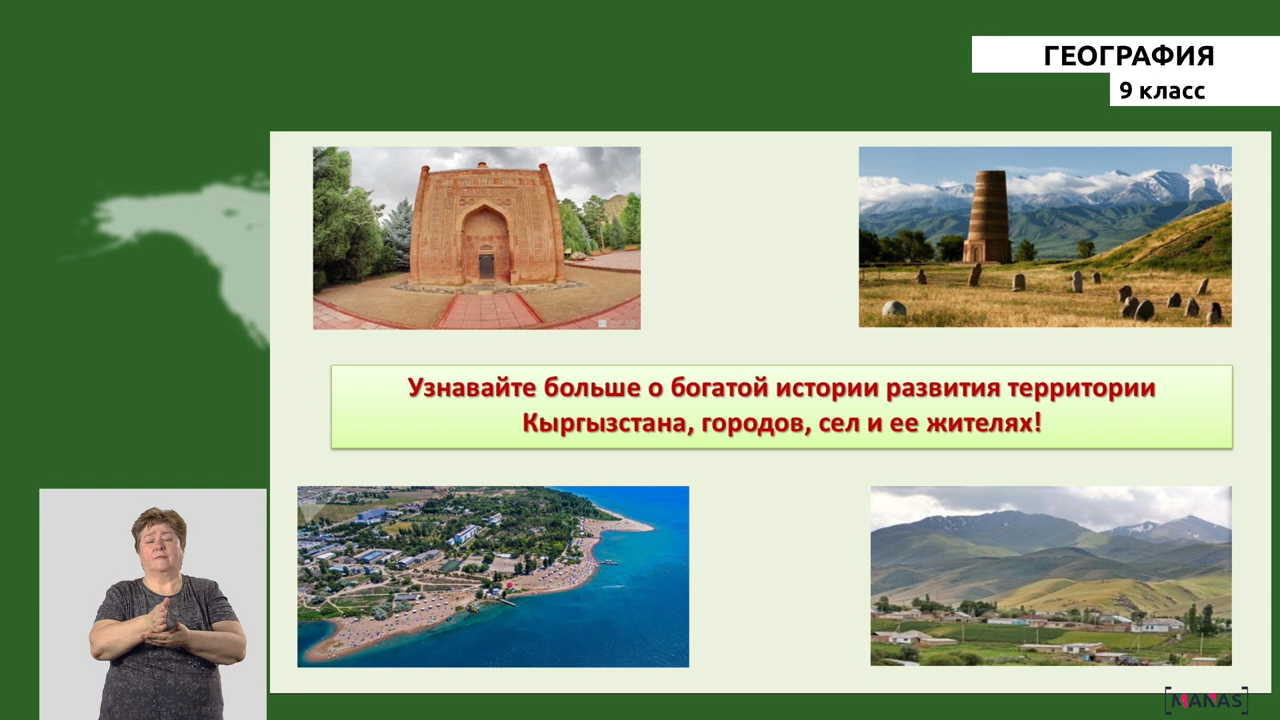 ГЕОГРАФИЯ
9 класс
Узнавайте больше о богатой истории развития территории
Кыргызстана, городов, сел и ее жителях!
[MANAS]